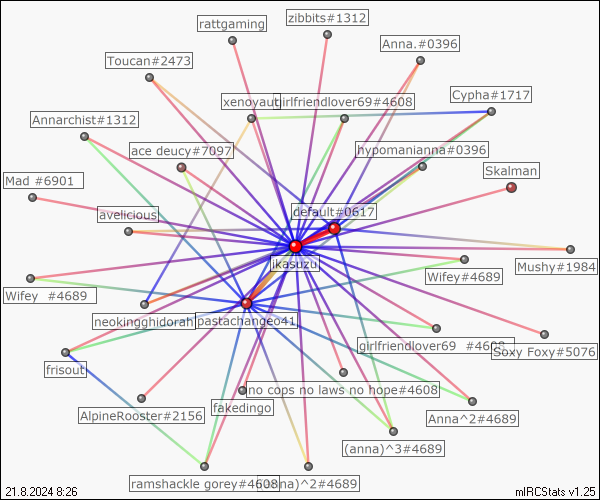 rattgaming
zibbits#1312
Anna.#0396
Toucan#2473
Cypha#1717
xenoyaut
girlfriendlover69#4608
Annarchist#1312
ace deucy#7097
hypomanianna#0396
Skalman
Mad #6901
avelicious
default#0617
jikasuzu
Wifey#4689
Mushy#1984
Wifey #4689
neokingghidorah
pastachangeo41
girlfriendlover69 #4608
Soxy Foxy#5076
frisout
no cops no laws no hope#4608
fakedingo
AlpineRooster#2156
Anna^2#4689
(anna)^3#4689
ramshackle gorey#4608
)^2#4689
21.8.2024 8:26
mIRCStats v1.25